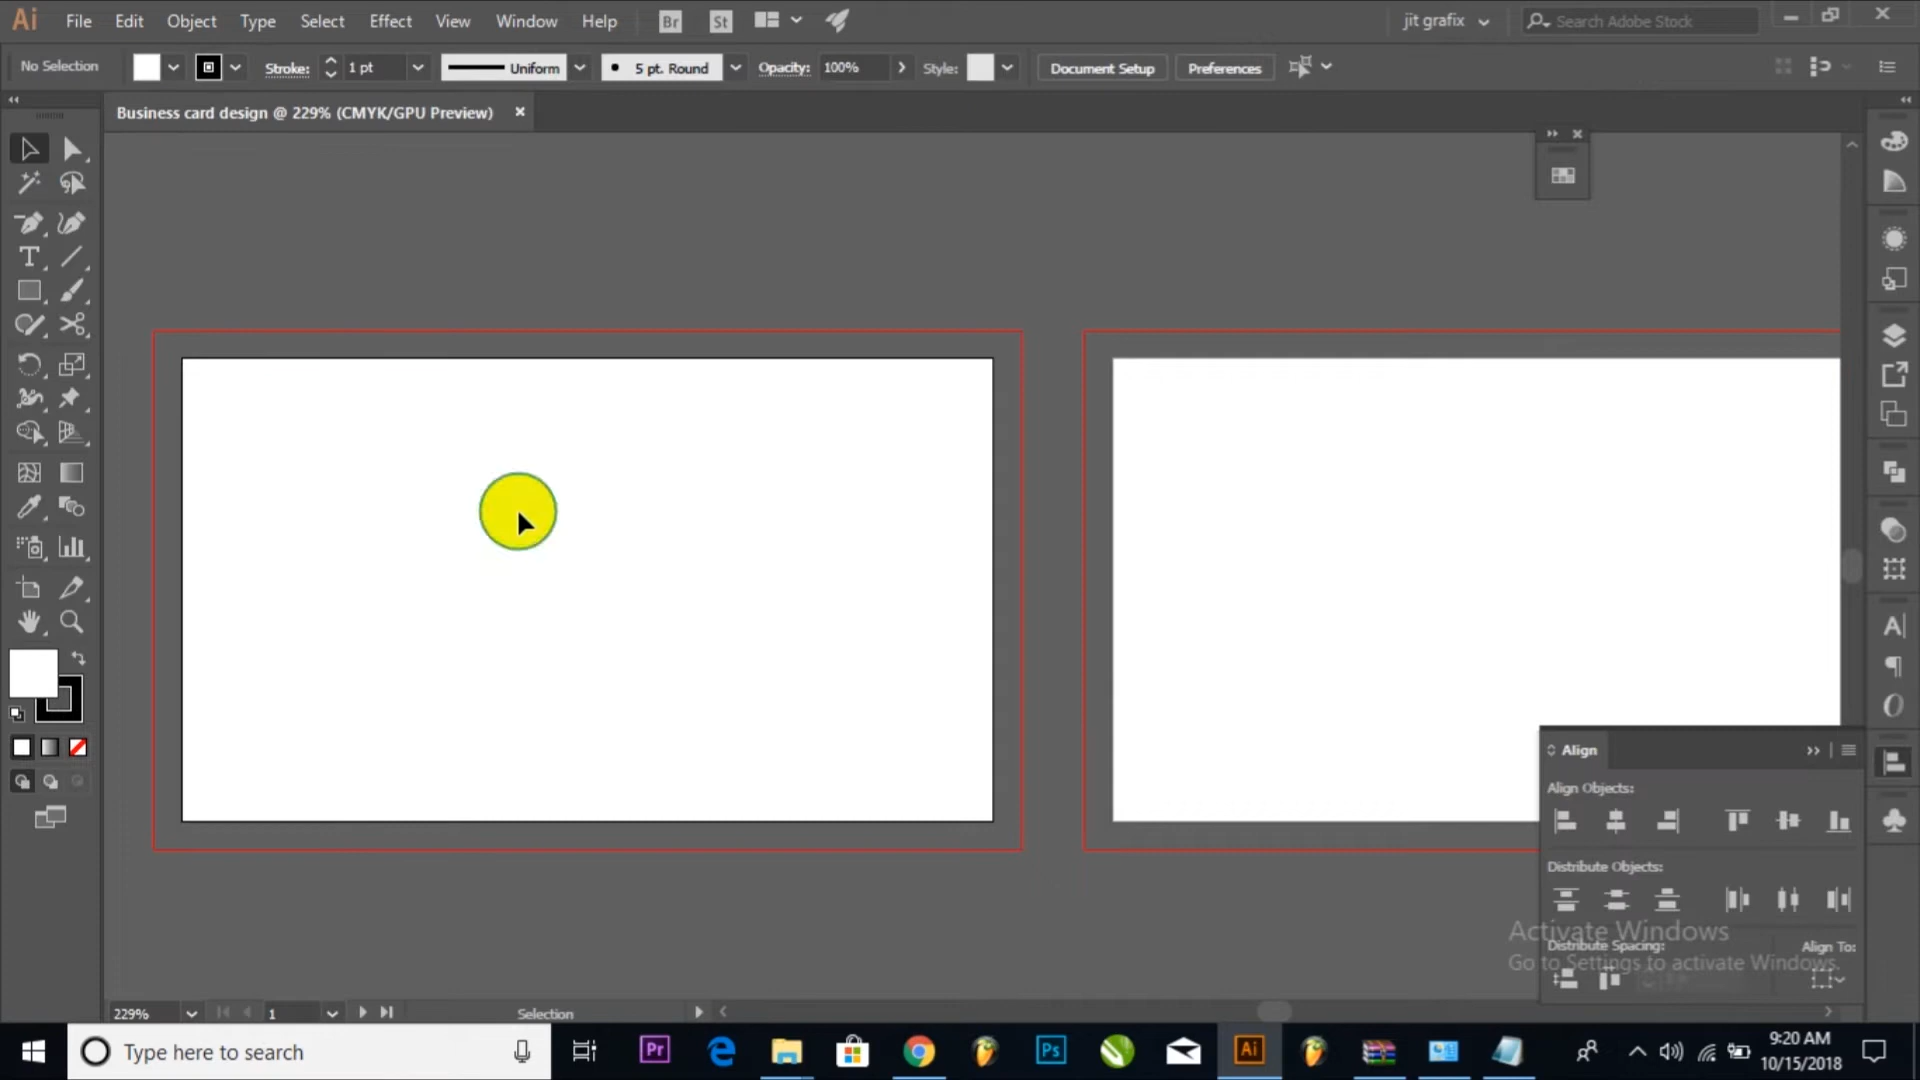 Ai File Edit Object Type Select Effect View Window Help Br St jit grafix Search Adobe Stock
No Selection Stroke: 1 pt Uniform 5 pt. Round Opacity: 100% Style: Document Setup Preferences
Business card design @ 229% (CMYK/GPU Preview)
Align
Align Objects:
Distribute Objects:
Activate Windows
Distribute Spacing: Align To:
Go to Settings to activate Windows.
229% 1 Selection
Type here to search Pr Ps Ai 9:20 AM
10/15/2018